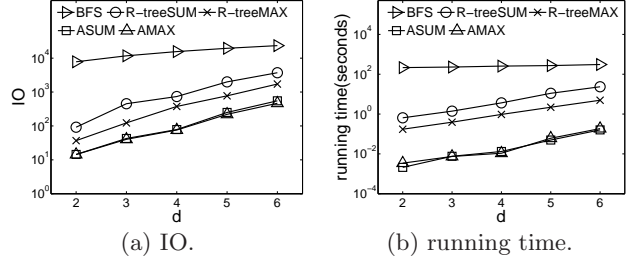 BFS R-treeSUM R-treeMAX
ASUM AMAX
10^4
10^3
10^2
10^1
10^0
IO
2 3 4 5 6
d
(a) IO.
BFS R-treeSUM R-treeMAX
ASUM AMAX
10^4
10^2
10^0
10^-2
10^-4
running time(seconds)
2 3 4 5 6
d
(b) running time.